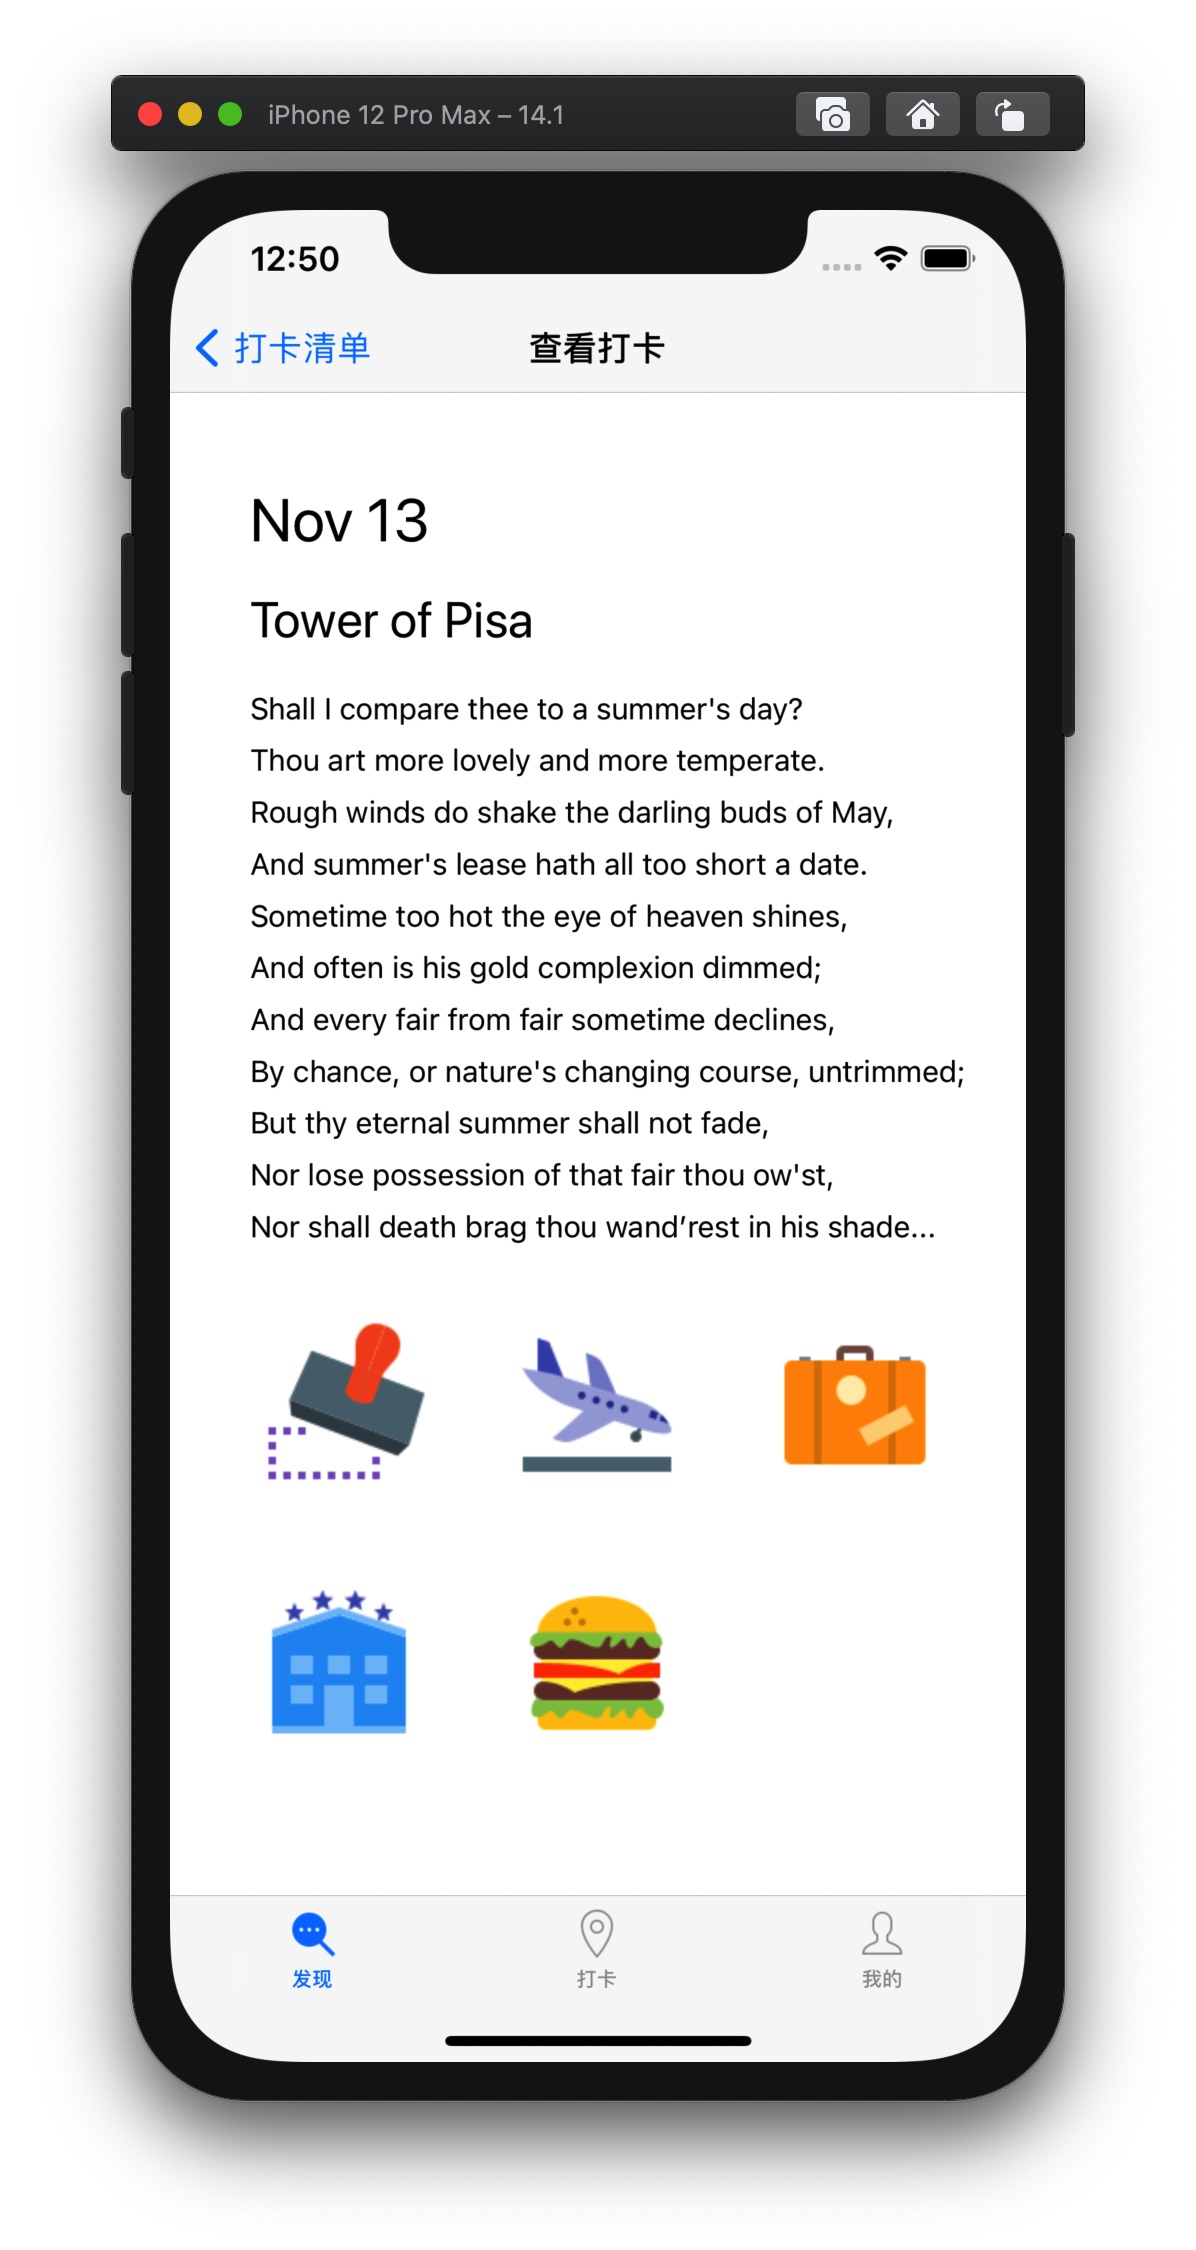 iPhone 12 Pro Max – 14.1
12:50
打卡清单
查看打卡
Nov 13
Tower of Pisa
Shall I compare thee to a summer's day?
Thou art more lovely and more temperate.
Rough winds do shake the darling buds of May,
And summer's lease hath all too short a date.
Sometime too hot the eye of heaven shines,
And often is his gold complexion dimmed;
And every fair from fair sometime declines,
By chance, or nature's changing course, untrimmed;
But thy eternal summer shall not fade,
Nor lose possession of that fair thou ow'st,
Nor shall death brag thou wand’rest in his shade...
发现
打卡
我的